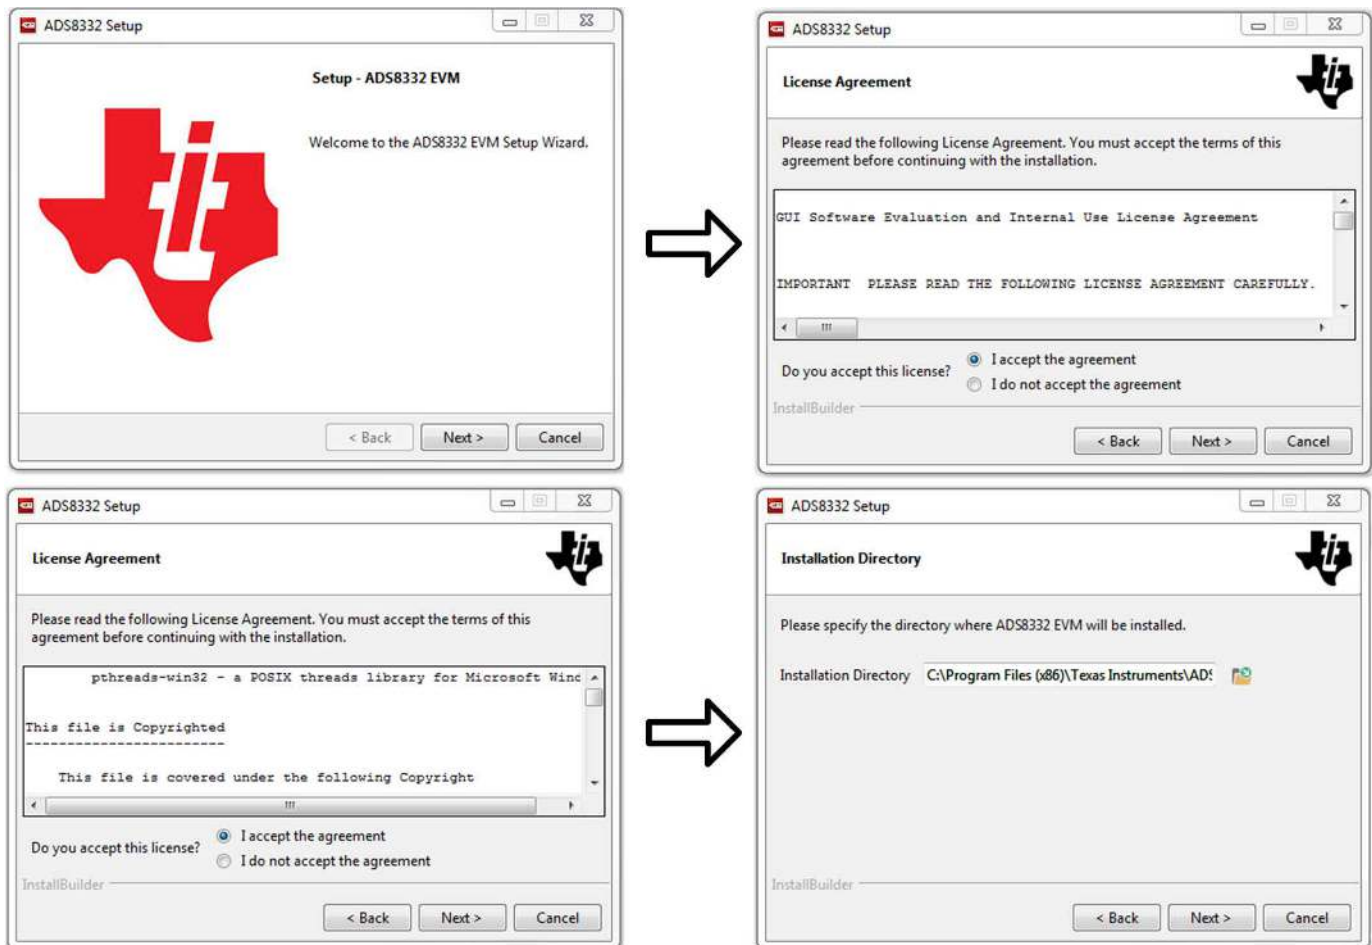 ADS8332 Setup
Setup - ADS8332 EVM
Welcome to the ADS8332 EVM Setup Wizard.
< Back Next > Cancel
ADS8332 Setup
License Agreement
Please read the following License Agreement. You must accept the terms of this
agreement before continuing with the installation.
GUI Software Evaluation and Internal Use License Agreement
IMPORTANT PLEASE READ THE FOLLOWING LICENSE AGREEMENT CAREFULLY.
Do you accept this license?
I accept the agreement
I do not accept the agreement
InstallBuilder
< Back Next > Cancel
ADS8332 Setup
License Agreement
Please read the following License Agreement. You must accept the terms of this
agreement before continuing with the installation.
pthreads-win32 - a POSIX threads library for Microsoft Wind
This file is Copyrighted
------------------------
This file is covered under the following Copyright
Do you accept this license?
I accept the agreement
I do not accept the agreement
InstallBuilder
< Back Next > Cancel
ADS8332 Setup
Installation Directory
Please specify the directory where ADS8332 EVM will be installed.
Installation Directory C:\Program Files (x86)\Texas Instruments\ADS
InstallBuilder
< Back Next > Cancel